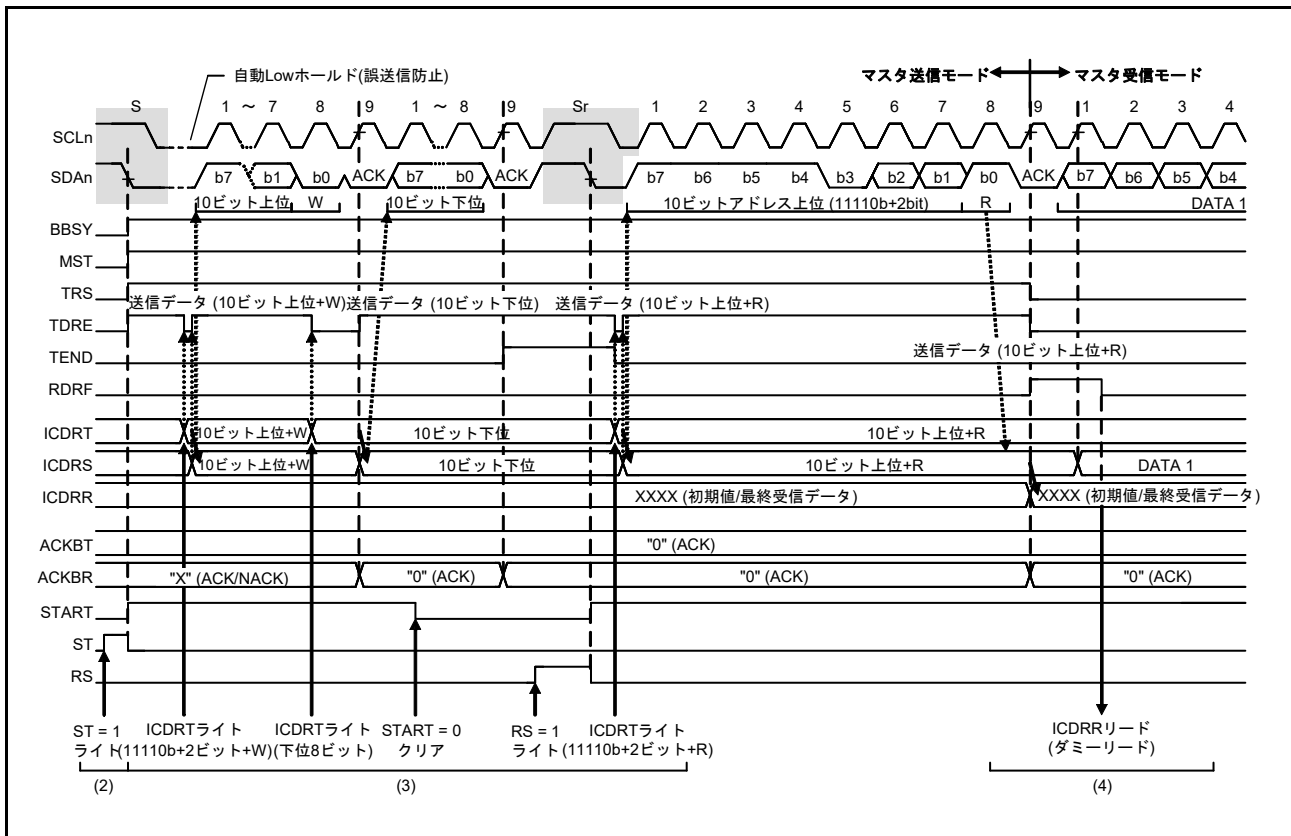 自動Lowホールド(誤送信防止)
マスタ送信モード マスタ受信モード
S 1 ～ 7 8 9 1 ～ 8 9 Sr 1 2 3 4 5 6 7 8 9 1 2 3 4
SCLn
SDAn b7 b1 b0 ACK b7 b0 ACK b7 b6 b5 b4 b3 b2 b1 b0 ACK b7 b6 b5 b4
10ビット上位 W 10ビット下位 10ビットアドレス上位 (11110b+2bit) R DATA 1
BBSY
MST
TRS
送信データ (10ビット上位+W) 送信データ (10ビット下位) 送信データ (10ビット上位+R)
TDRE
送信データ (10ビット上位+R)
TEND
RDRF
ICDRT 10ビット上位+W 10ビット下位 10ビット上位+R
ICDRS 10ビット上位+W 10ビット下位 10ビット上位+R DATA 1
ICDRR XXXX (初期値/最終受信データ) XXXX (初期値/最終受信データ)
ACKBT "0" (ACK)
ACKBR "X" (ACK/NACK) "0" (ACK) "0" (ACK) "0" (ACK)
START
ST
RS
ST = 1 ICDRTライト ICDRTライト START = 0 RS = 1 ICDRTライト ICDRRリード
ライト (11110b+2ビット+W) (下位8ビット) クリア ライト (11110b+2ビット+R) (ダミーリード)
(2) (3) (4)